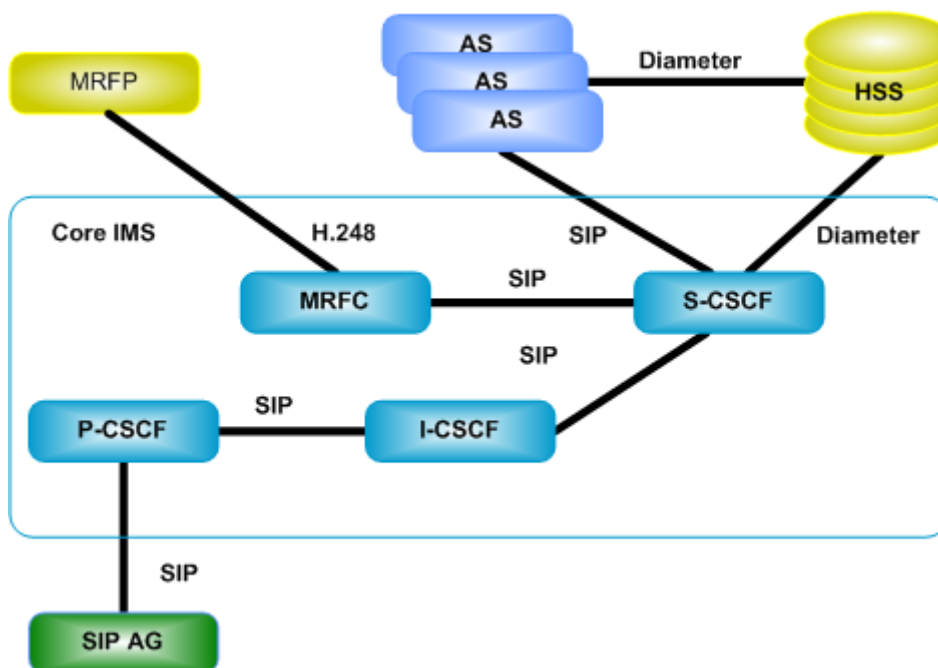 AS
MRFP
Diameter
AS
HSS
AS
Core IMS
H.248
SIP
Diameter
SIP
MRFC
S-CSCF
SIP
SIP
P-CSCF
I-CSCF
SIP
SIP AG